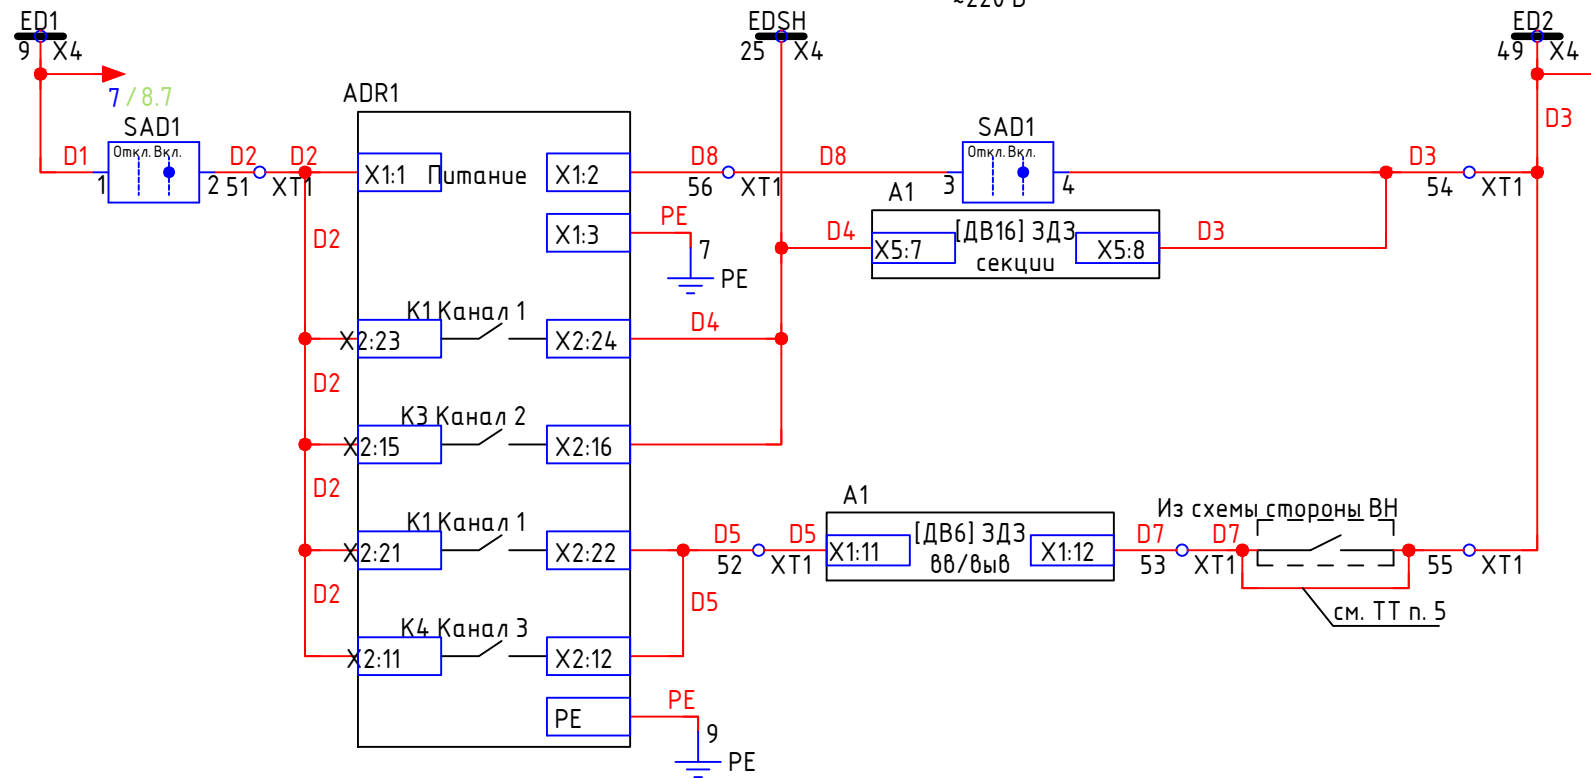 ~220 В
ED1
9 X4
EDSH
25 X4
ED2
49 X4
7 / 8.7
ADR1
SAD1
Откл. Вкл.
D1
1
2
D2
51
XT1
D2
X1:1 Питание X1:2
D8
56
XT1
D8
SAD1
Откл. Вкл.
3
4
D3
54
XT1
D3
A1
D4
X5:7
[ДВ16] ЗДЗ
секции
X5:8
D3
X1:3
PE
7
PE
D2
К1 Канал 1
X2:23
X2:24
D4
D2
К3 Канал 2
X2:15
X2:16
D2
К1 Канал 1
X2:21
X2:22
D5
52
XT1
D5
A1
X1:11
[ДВ6] ЗДЗ
вв/выв
X1:12
D7
53
XT1
D7
Из схемы стороны ВН
55
XT1
см. ТТ п. 5
D2
К4 Канал 3
X2:11
X2:12
D5
PE
PE
9
PE